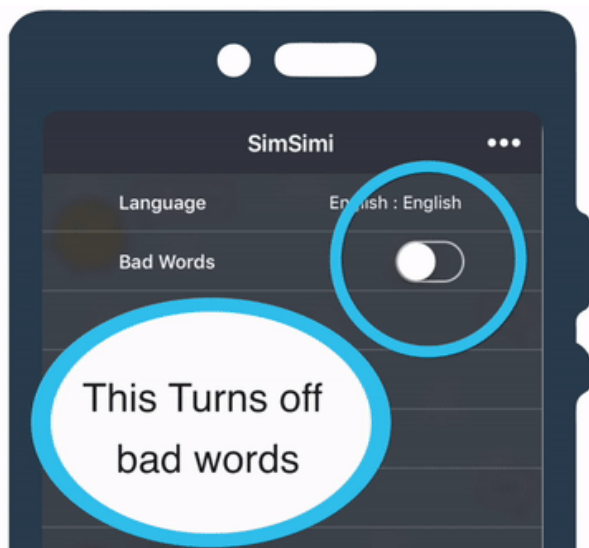 SimSimi
Language English : English
Bad Words
This Turns off
bad words